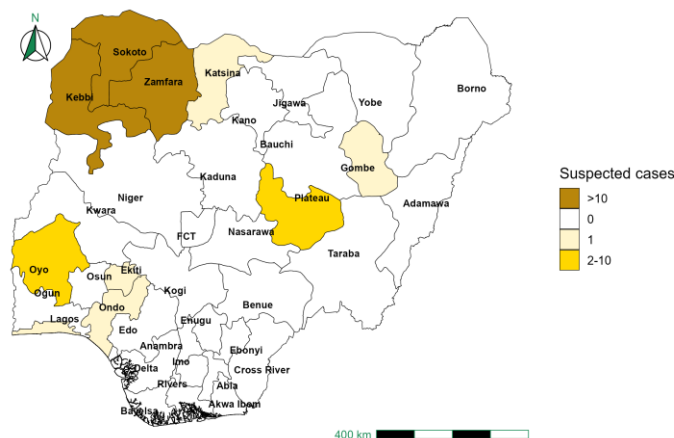 N
Sokoto
Katsina
Zamfara
Kebbi
Borno
Yobe
Jigawa
Kano
Bauchi
Gombe
Suspected cases
>10
0
1
2-10
Kaduna
Niger
Plateau
Adamawa
Kwara
FCT
Nasarawa
Taraba
Oyo
Osun
Ekiti
Kogi
Ogun
Lagos
Ondo
Benue
Edo
Enugu
Anambra
Ebonyi
Delta
Imo
Cross River
Rivers
Abia
Bayelsa
Akwa Ibom
400 km